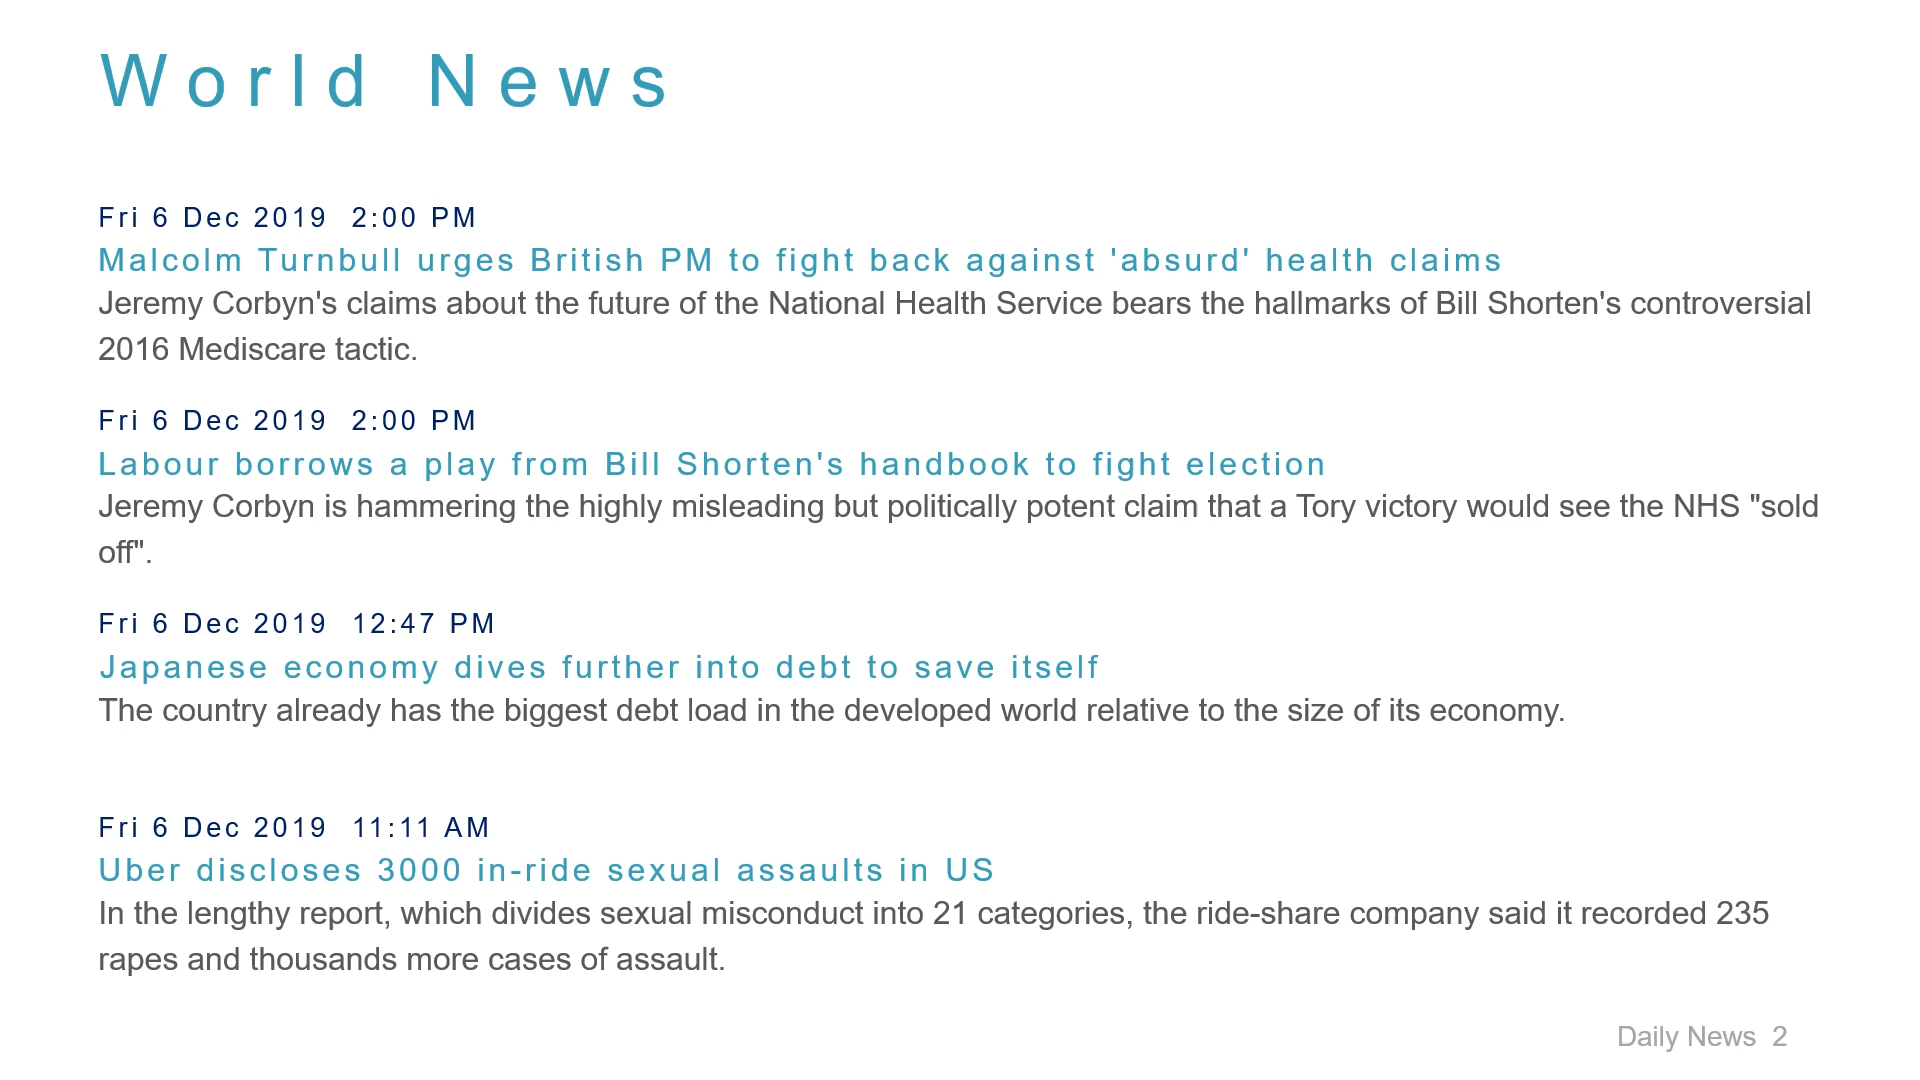 World News
Fri 6 Dec 2019  2:00 PM
Malcolm Turnbull urges British PM to fight back against 'absurd' health claims
Jeremy Corbyn's claims about the future of the National Health Service bears the hallmarks of Bill Shorten's controversial
2016 Mediscare tactic.
Fri 6 Dec 2019  2:00 PM
Labour borrows a play from Bill Shorten's handbook to fight election
Jeremy Corbyn is hammering the highly misleading but politically potent claim that a Tory victory would see the NHS "sold
off".
Fri 6 Dec 2019  12:47 PM
Japanese economy dives further into debt to save itself
The country already has the biggest debt load in the developed world relative to the size of its economy.
Fri 6 Dec 2019  11:11 AM
Uber discloses 3000 in-ride sexual assaults in US
In the lengthy report, which divides sexual misconduct into 21 categories, the ride-share company said it recorded 235
rapes and thousands more cases of assault.
Daily News  2